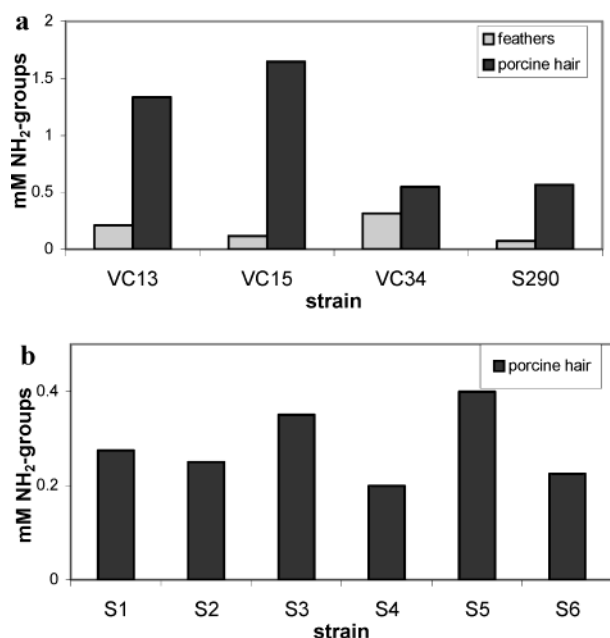 a
mM NH₂-groups
2
1.5
1
0.5
0
feathers
porcine hair
VC13 VC15 VC34 S290
strain
b
mM NH₂-groups
0.4
0.2
0
porcine hair
S1 S2 S3 S4 S5 S6
strain